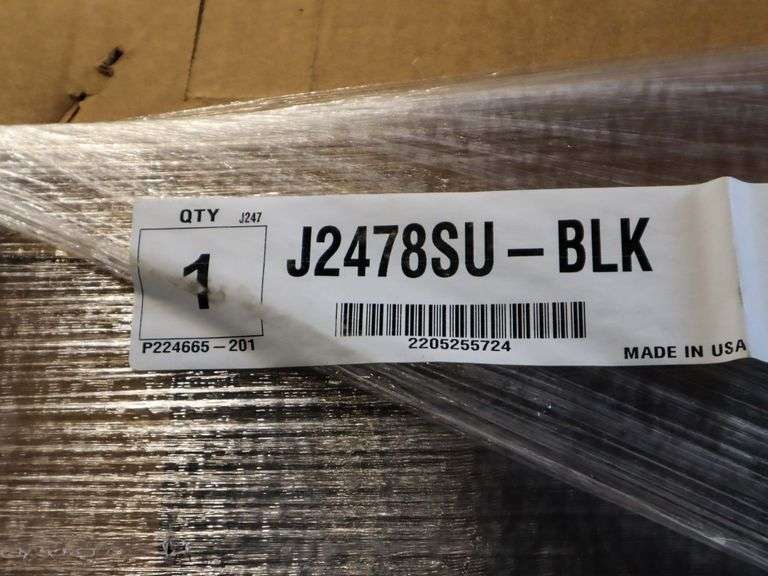 QTY J247
1
J2478SU-BLK
2205255724
P224665-201
MADE IN USA